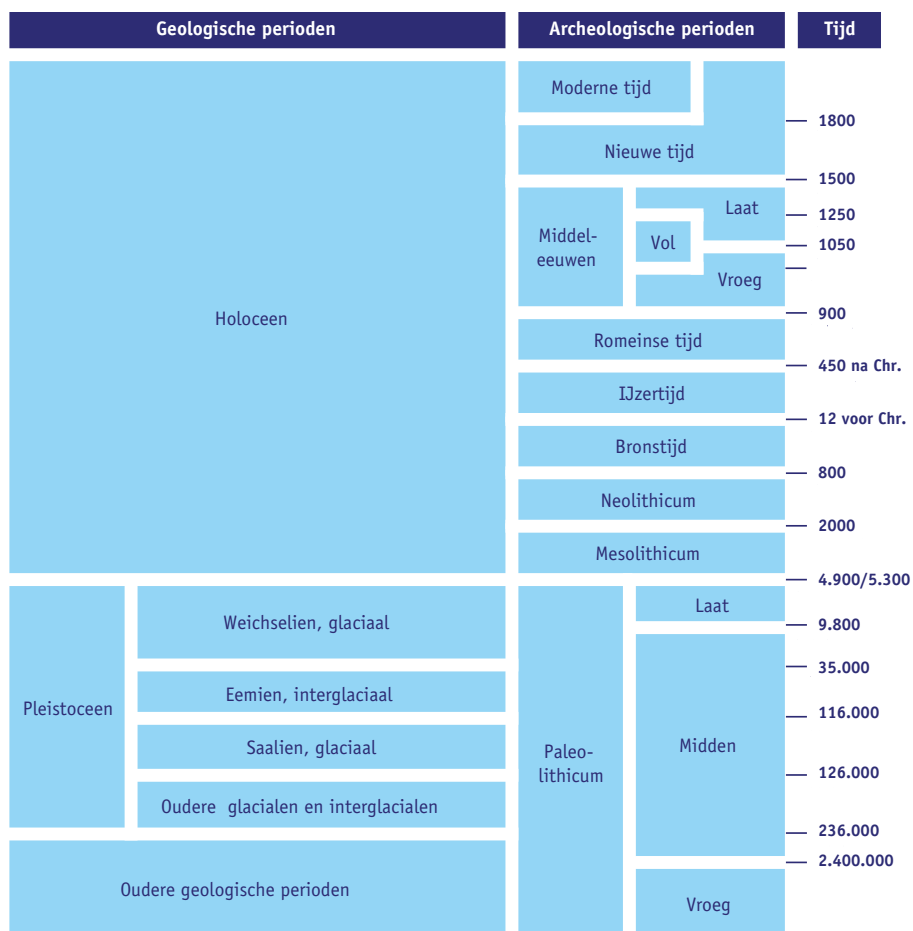 Geologische perioden
Archeologische perioden
Tijd
Holoceen
Moderne tijd
1800
Nieuwe tijd
1500
Middel-
eeuwen
Laat
1250
Vol
1050
Vroeg
900
Romeinse tijd
450 na Chr.
IJzertijd
12 voor Chr.
Bronstijd
800
Neolithicum
2000
Mesolithicum
4.900/5.300
Pleistoceen
Weichselien, glaciaal
Eemien, interglaciaal
Saalien, glaciaal
Oudere glacialen en interglacialen
Oudere geologische perioden
Paleo-
lithicum
Laat
9.800
35.000
116.000
Midden
126.000
236.000
2.400.000
Vroeg